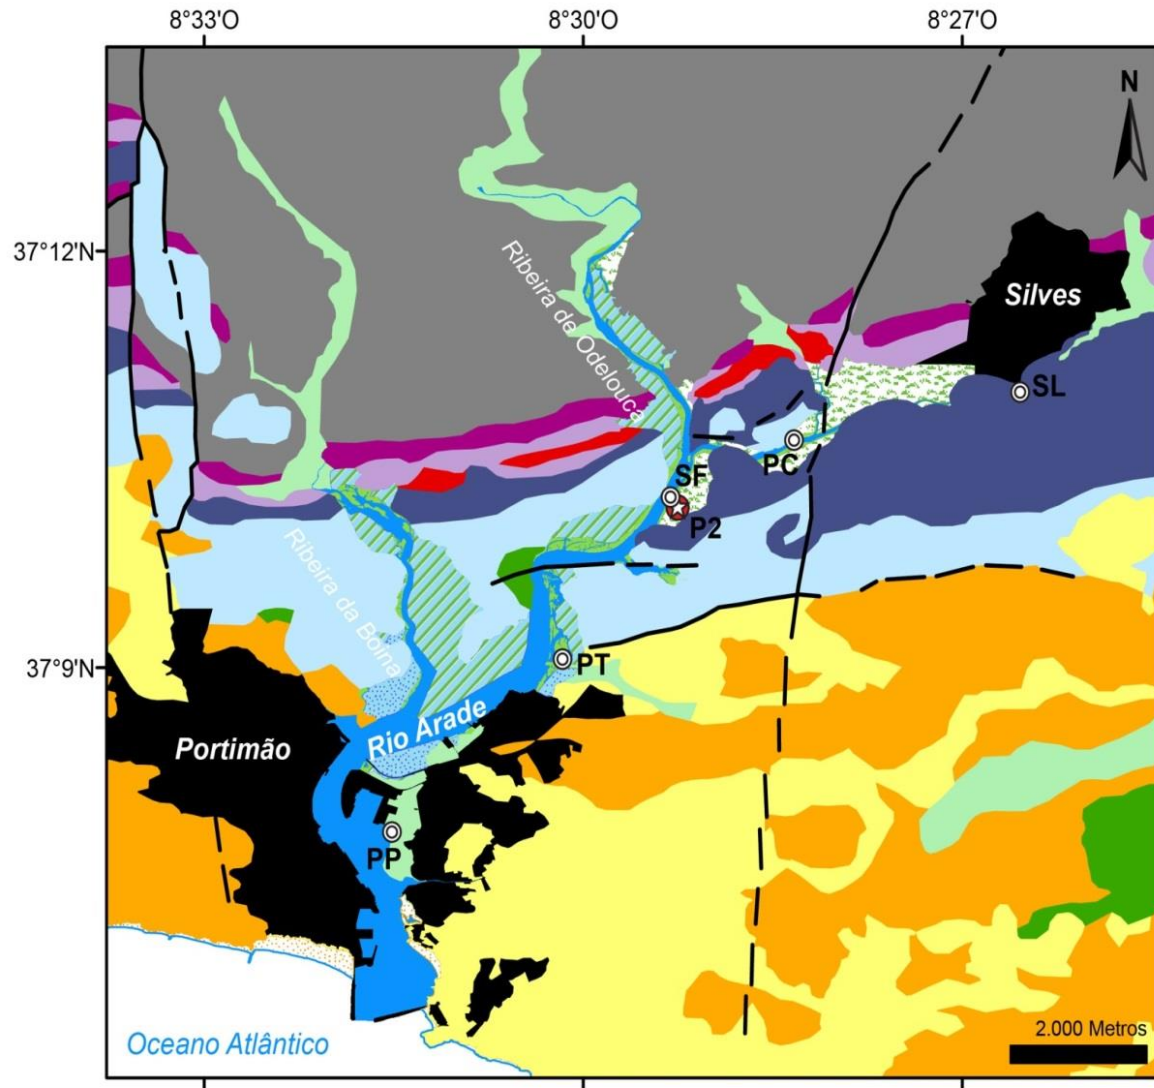 8°33'O
8°30'O
8°27'O
N
37°12'N
Ribeira de Odelouca
Silves
SL
PC
SF
P2
Ribeira da Boina
37°9'N
PT
Rio Arade
Portimão
PP
2.000 Metros
Oceano Atlântico